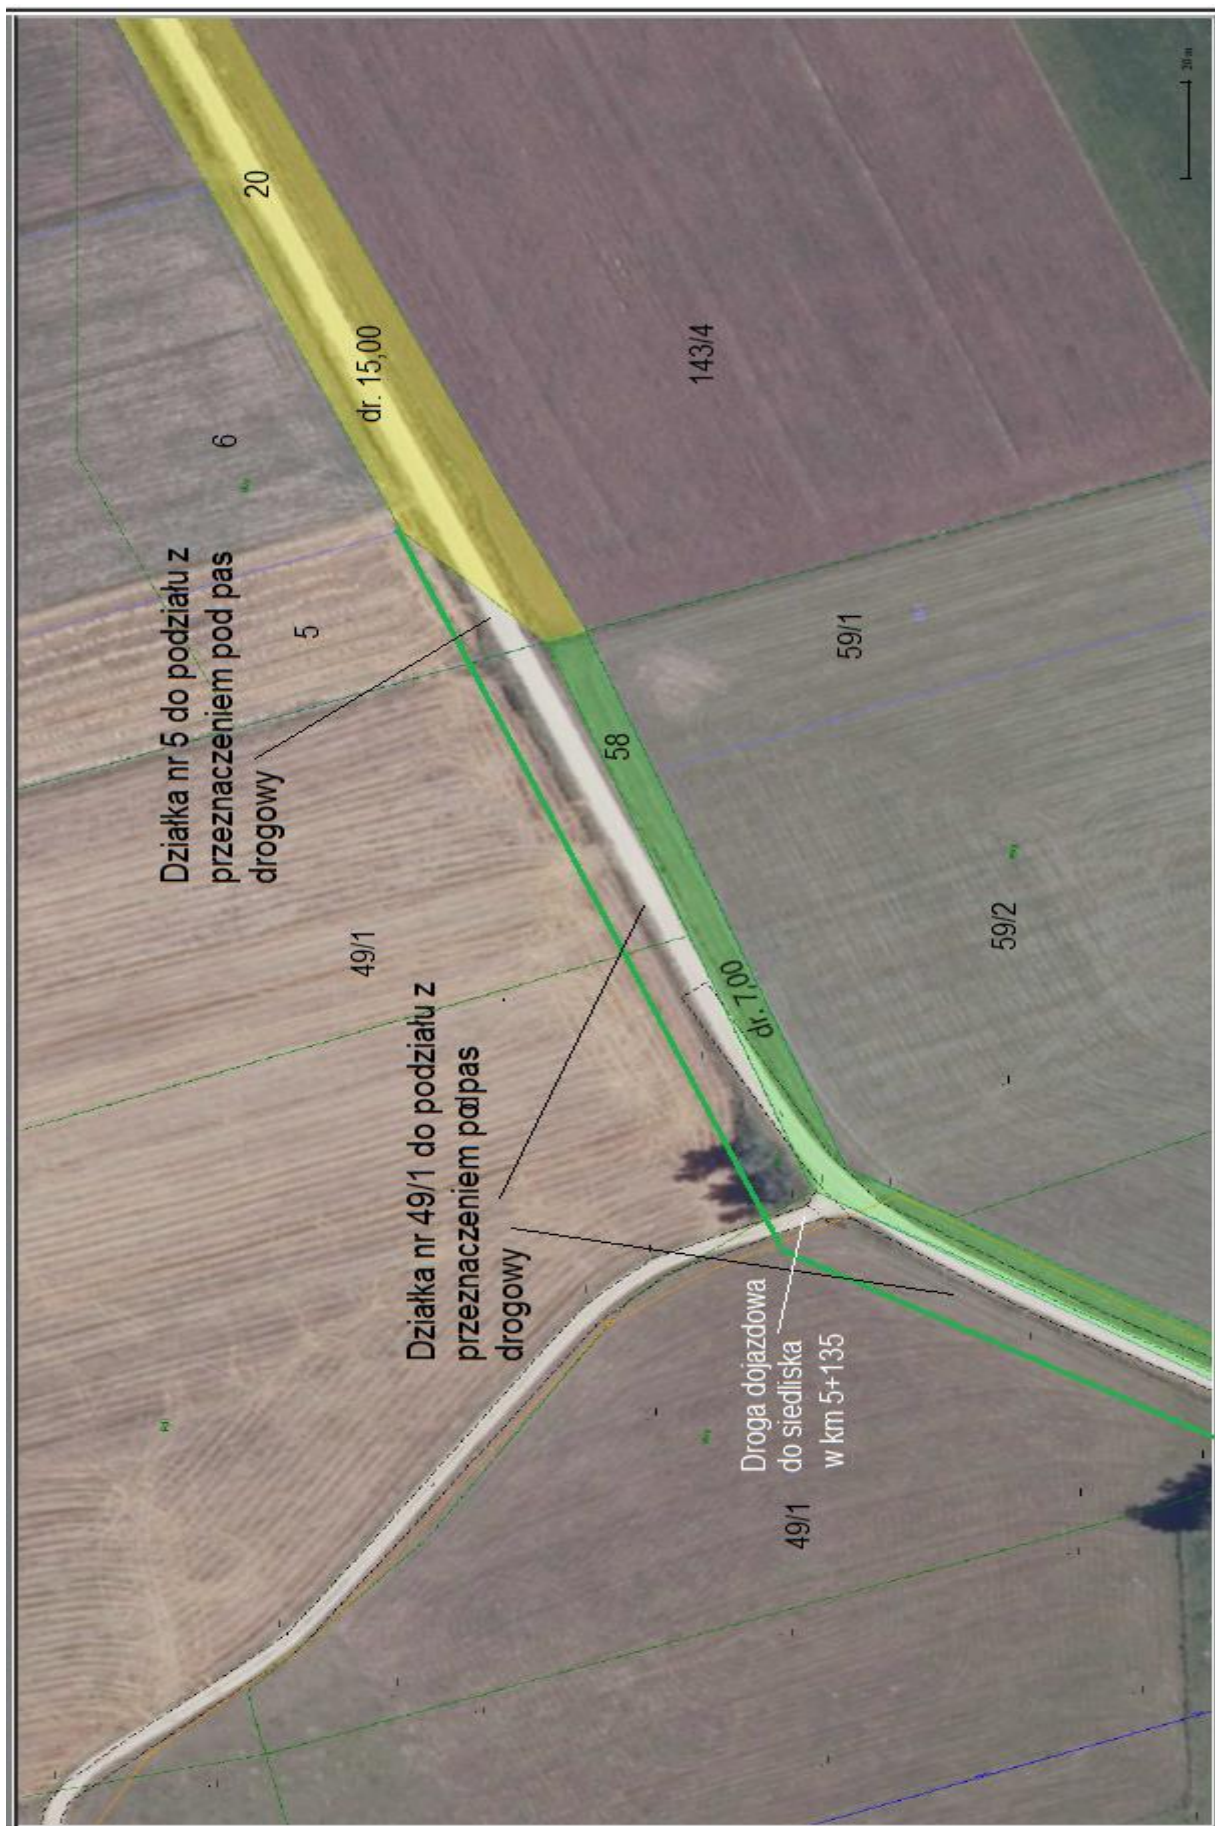 20 m
20
dr. 15,00
6
143/4
Działka nr 5 do podziału z
przeznaczeniem pod pas
drogowy
5
59/1
58
49/1
59/2
dr. 7,00
Działka nr 49/1 do podziału z
przeznaczeniem podpas
drogowy
Droga dojazdowa
do siedliska
w km 5+135
49/1